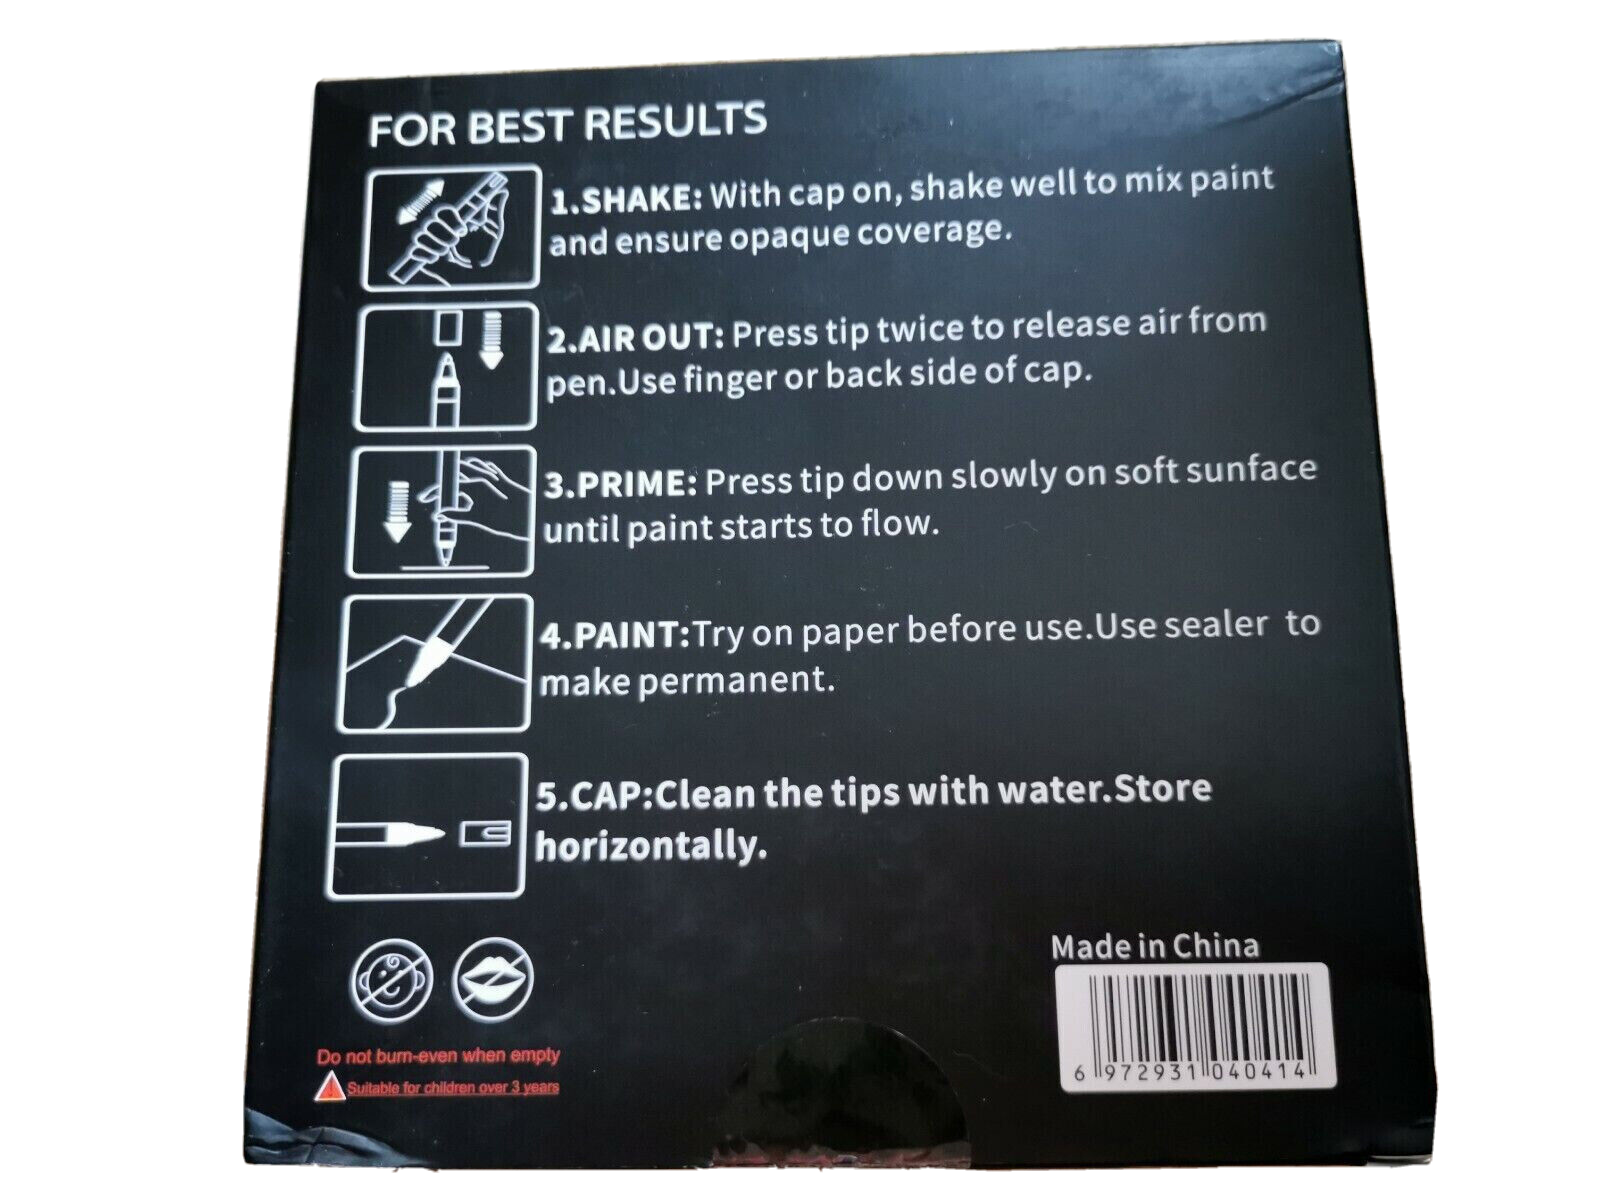 FOR BEST RESULTS
1.SHAKE: With cap on, shake well to mix paint
and ensure opaque coverage.
2.AIR OUT: Press tip twice to release air from
pen.Use finger or back side of cap.
3.PRIME: Press tip down slowly on soft sunface
until paint starts to flow.
4.PAINT:Try on paper before use.Use sealer to
make permanent.
5.CAP:Clean the tips with water.Store
horizontally.
Made in China
6 972931 040414
Do not burn-even when empty
Suitable for children over 3 years